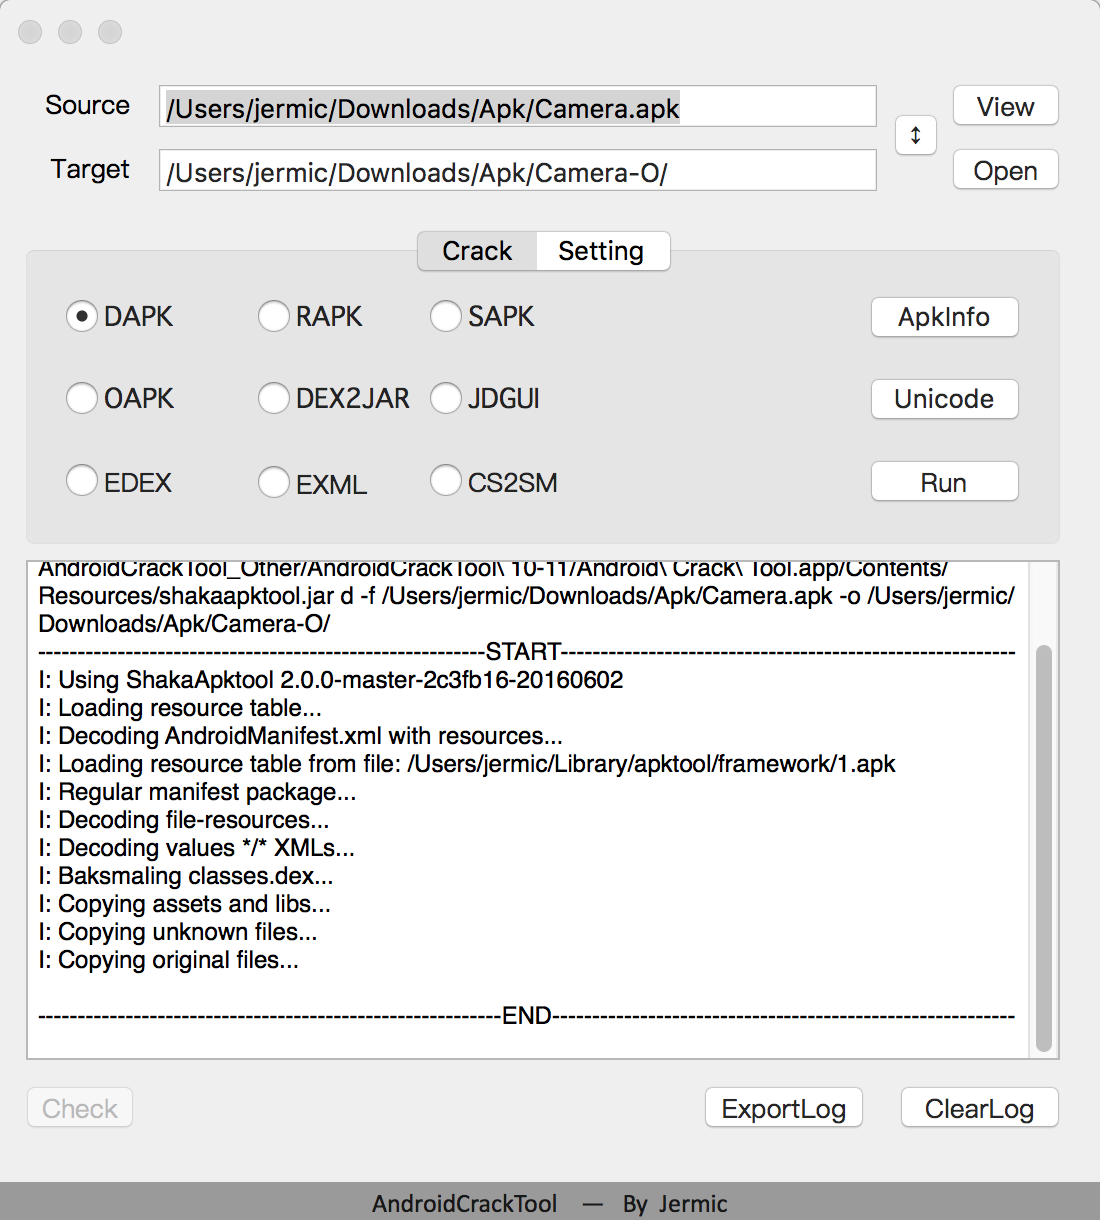 Source /Users/jermic/Downloads/Apk/Camera.apk View
↕
Target /Users/jermic/Downloads/Apk/Camera-O/ Open
Crack Setting
DAPK RAPK SAPK ApkInfo
OAPK DEX2JAR JDGUI Unicode
EDEX EXML CS2SM Run
AndroidCrackTool_Other/AndroidCrackTool\ 10-11/Android\ Crack\ Tool.app/Contents/
Resources/shakaapktool.jar d -f /Users/jermic/Downloads/Apk/Camera.apk -o /Users/jermic/
Downloads/Apk/Camera-O/
--------------------------------------------------------START---------------------------------------------------------
I: Using ShakaApktool 2.0.0-master-2c3fb16-20160602
I: Loading resource table...
I: Decoding AndroidManifest.xml with resources...
I: Loading resource table from file: /Users/jermic/Library/apktool/framework/1.apk
I: Regular manifest package...
I: Decoding file-resources...
I: Decoding values */* XMLs...
I: Baksmaling classes.dex...
I: Copying assets and libs...
I: Copying unknown files...
I: Copying original files...
----------------------------------------------------------END----------------------------------------------------------
Check ExportLog ClearLog
AndroidCrackTool — By Jermic